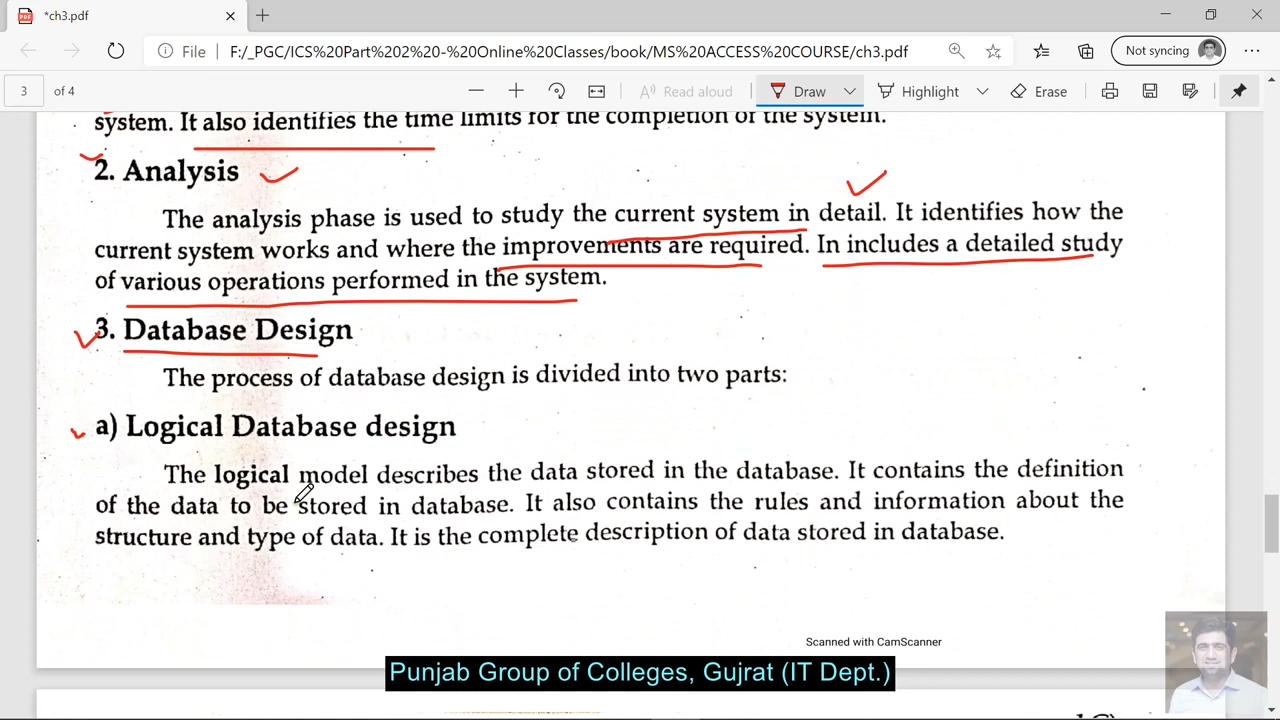 *ch3.pdf
File F:/_PGC/ICS%20Part%202%20-%20Online%20Classes/book/MS%20ACCESS%20COURSE/ch3.pdf Not syncing
3 of 4 Read aloud Draw Highlight Erase
system. It also identifies the time limits for the completion of the system.
2. Analysis
The analysis phase is used to study the current system in detail. It identifies how the
current system works and where the improvements are required. In includes a detailed study
of various operations performed in the system.
3. Database Design
The process of database design is divided into two parts:
a) Logical Database design
The logical model describes the data stored in the database. It contains the definition
of the data to be stored in database. It also contains the rules and information about the
structure and type of data. It is the complete description of data stored in database.
Scanned with CamScanner
Punjab Group of Colleges, Gujrat (IT Dept.)